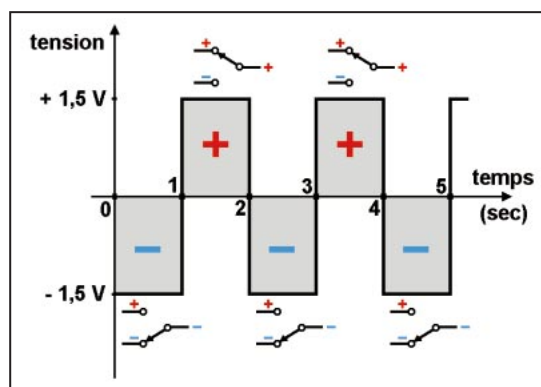 tension
+ - +
+ - +
+ 1,5 V
+ +
0 1 2 3 4 5
temps
(sec)
- - -
- 1,5 V
+ - -
+ - -
+ - -